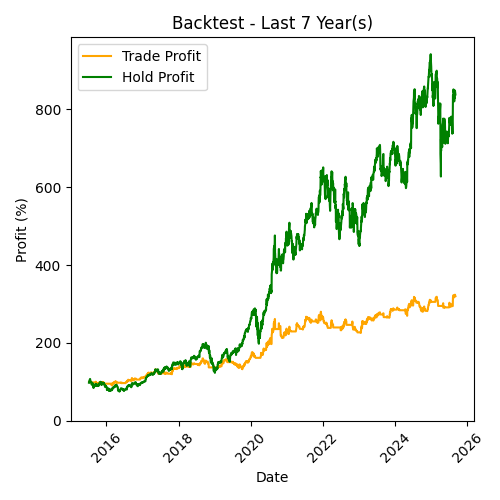 Backtest - Last 7 Year(s)
Trade Profit
Hold Profit
Profit (%)
800
600
400
200
0
2016
2018
2020
2022
2024
2026
Date